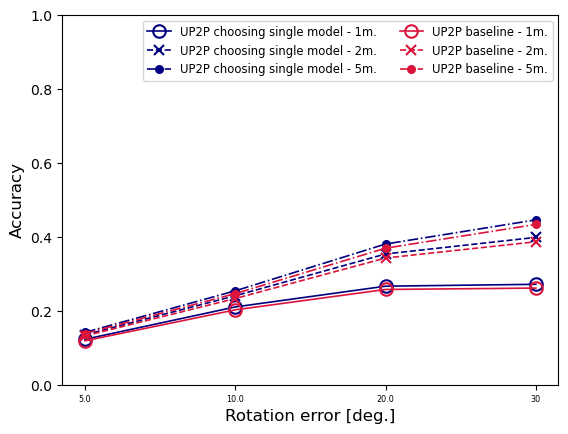 UP2P choosing single model - 1m.
UP2P choosing single model - 2m.
UP2P choosing single model - 5m.
UP2P baseline - 1m.
UP2P baseline - 2m.
UP2P baseline - 5m.
1.0
0.8
0.6
0.4
0.2
0.0
Accuracy
5.0 10.0 20.0 30
Rotation error [deg.]